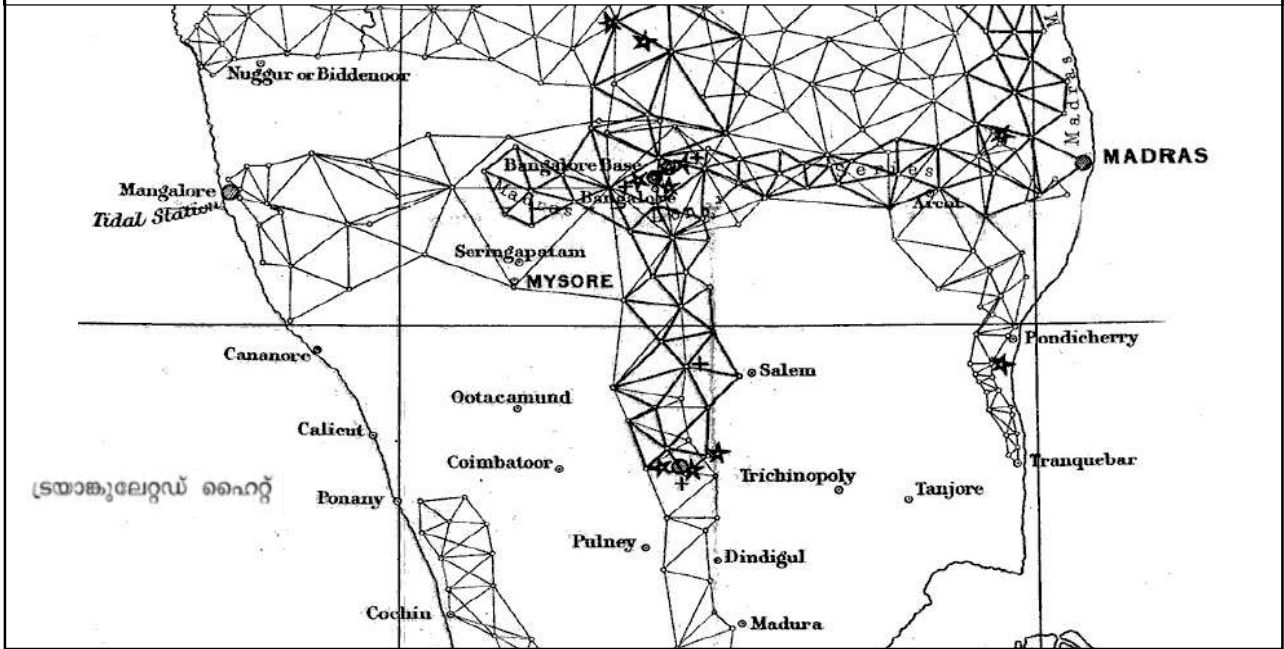 Nuggur or Biddenoor
Madras
MADRAS
Bangalore Base
Series
Mangalore
Tidal Station
Madras
Bangalore
Arcot
Seringapatam
MYSORE
Cananore
Pondicherry
Salem
Ootacamund
Calicut
Coimbatoor
Trichinopoly
Tranquebar
ട്രയാങ്കുലേറ്റഡ് ഹൈറ്റ്
Ponany
Tanjore
Pulney
Dindigul
Cochin
Madura